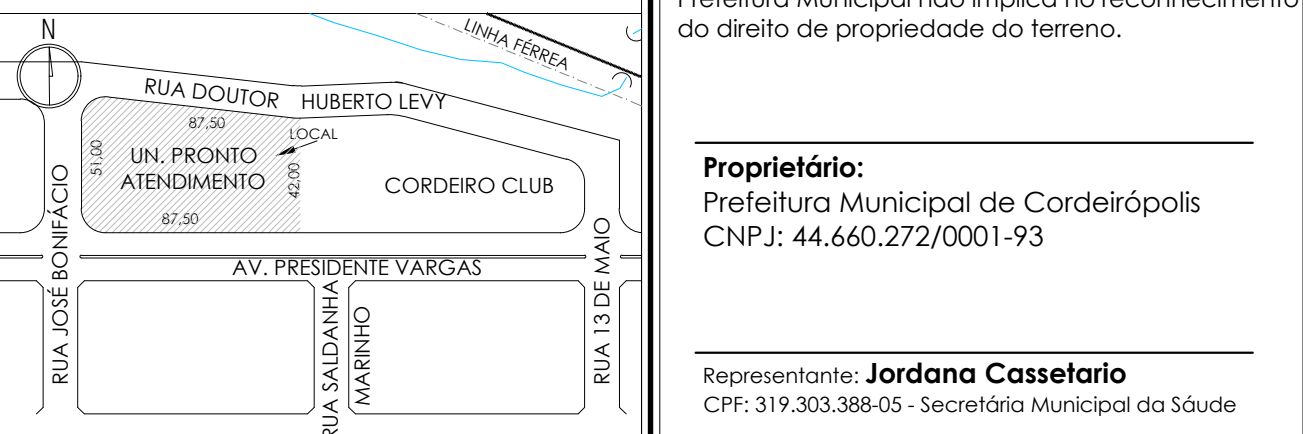 N
LINHA FÉRREA
RUA DOUTOR HUBERTO LEVY
87,50
LOCAL
51,00
UN. PRONTO
ATENDIMENTO
42,00
CORDEIRO CLUB
87,50
AV. PRESIDENTE VARGAS
RUA JOSÉ BONIFÁCIO
RUA SALDANHA
MARINHO
RUA 13 DE MAIO
Prefeitura Municipal não implica no reconhecimento
do direito de propriedade do terreno.
Proprietário:
Prefeitura Municipal de Cordeirópolis
CNPJ: 44.660.272/0001-93
Representante: Jordana Cassetario
CPF: 319.303.388-05 - Secretária Municipal da Sáude